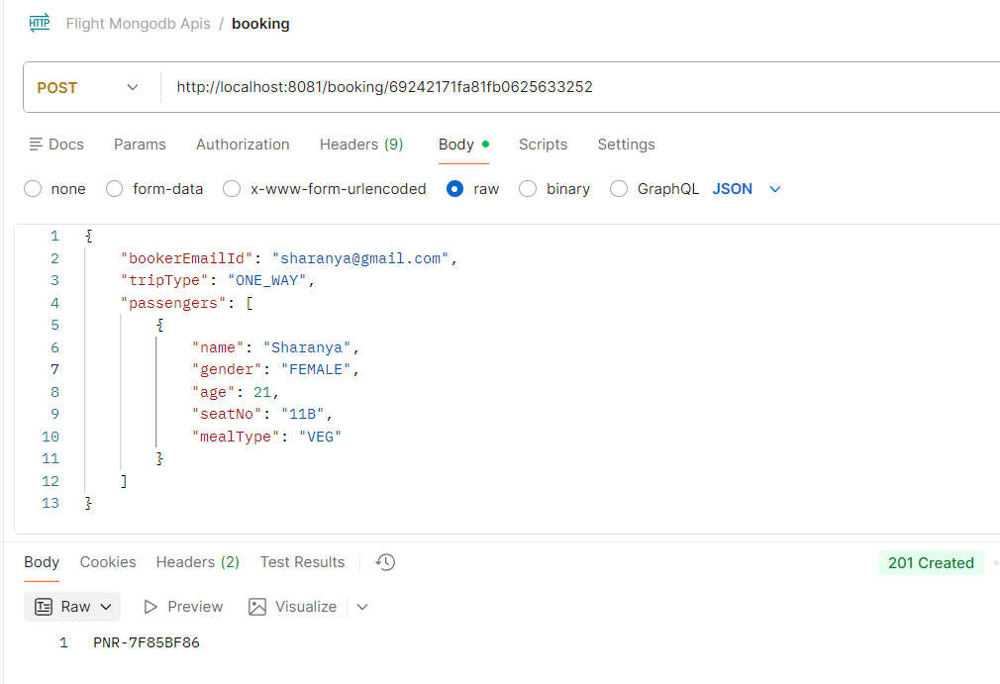 HTTP Flight Mongodb Apis / booking
POST http://localhost:8081/booking/69242171fa81fb0625633252
Docs Params Authorization Headers (9) Body Scripts Settings
none form-data x-www-form-urlencoded raw binary GraphQL JSON
1 {
2 "bookerEmailId": "sharanya@gmail.com",
3 "tripType": "ONE_WAY",
4 "passengers": [
5 {
6 "name": "Sharanya",
7 "gender": "FEMALE",
8 "age": 21,
9 "seatNo": "11B",
10 "mealType": "VEG"
11 }
12 ]
13 }
Body Cookies Headers (2) Test Results 201 Created
Raw Preview Visualize
1 PNR-7F85BF86